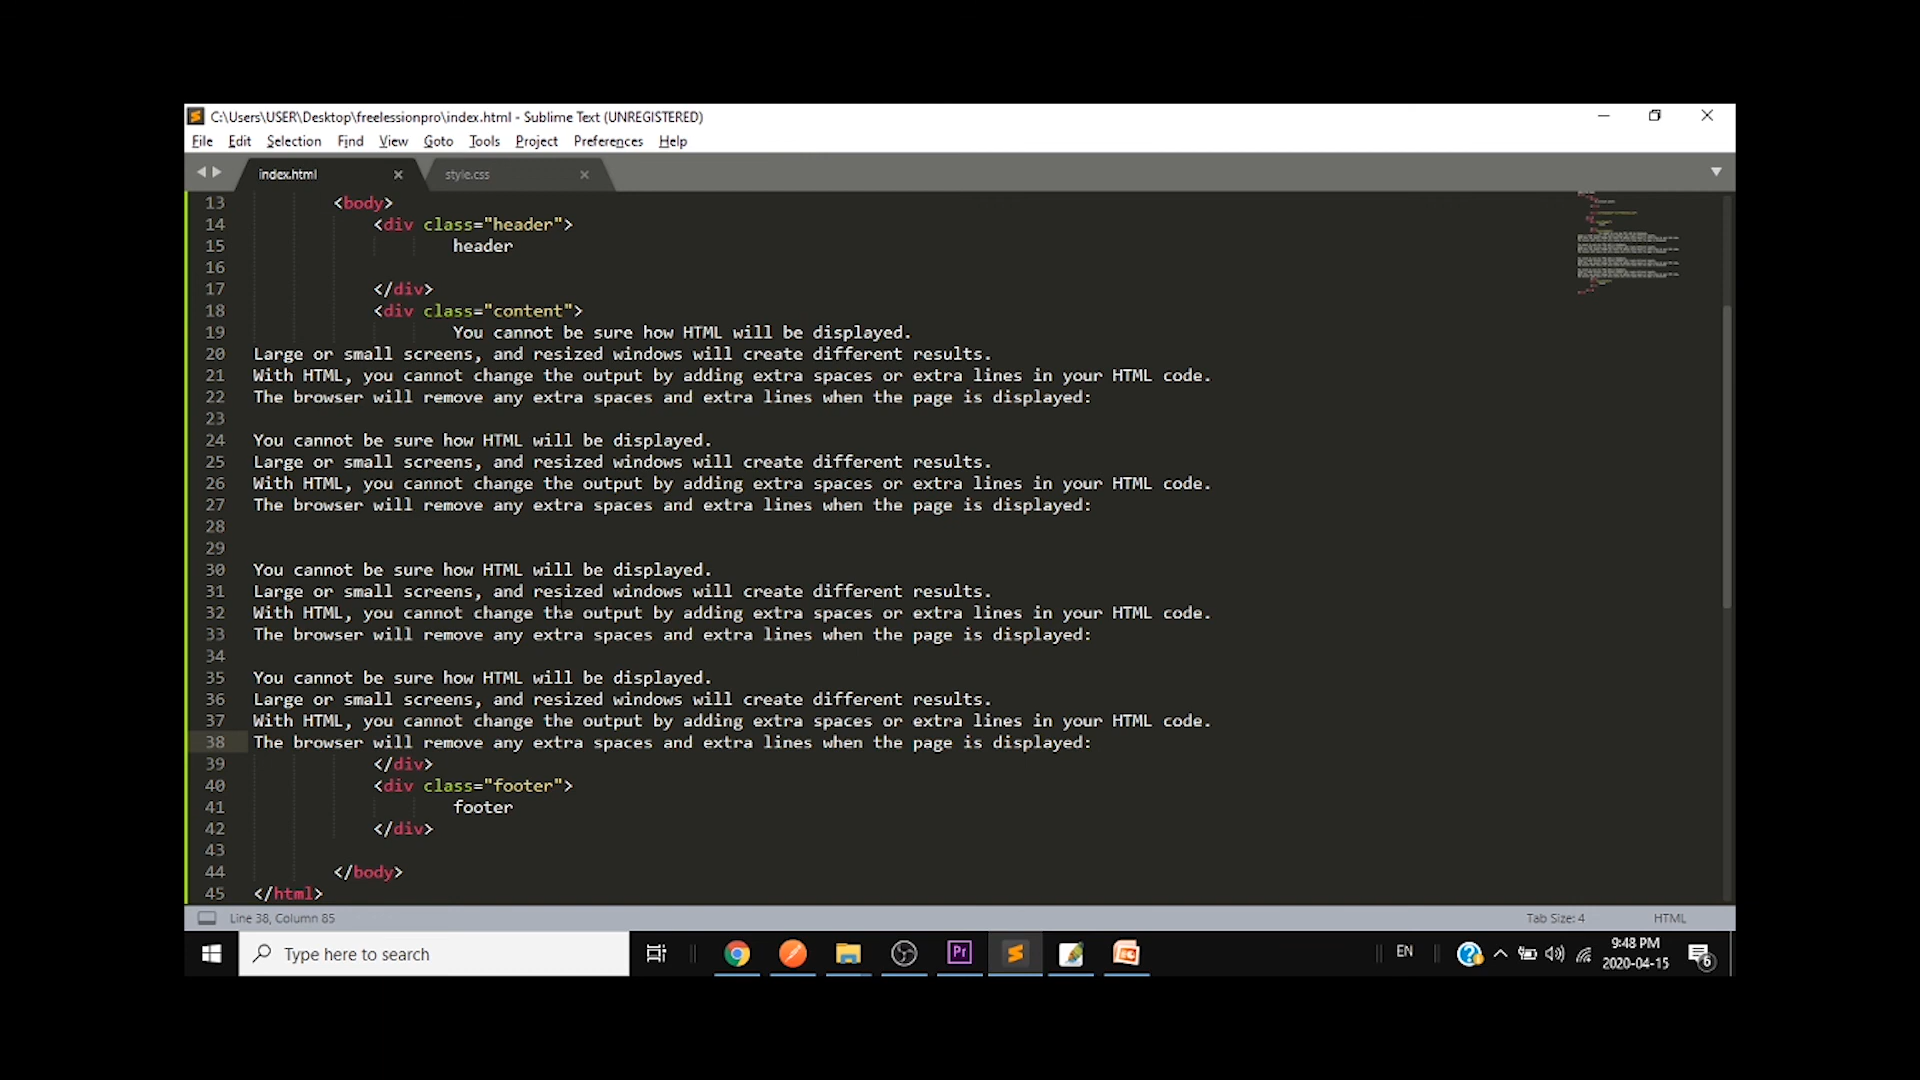 C:\Users\USER\Desktop\freelessionpro\index.html - Sublime Text (UNREGISTERED)
File Edit Selection Find View Goto Tools Project Preferences Help
index.html style.css
13 <body>
14 <div class="header">
15 header
16
17 </div>
18 <div class="content">
19 You cannot be sure how HTML will be displayed.
20 Large or small screens, and resized windows will create different results.
21 With HTML, you cannot change the output by adding extra spaces or extra lines in your HTML code.
22 The browser will remove any extra spaces and extra lines when the page is displayed:
23
24 You cannot be sure how HTML will be displayed.
25 Large or small screens, and resized windows will create different results.
26 With HTML, you cannot change the output by adding extra spaces or extra lines in your HTML code.
27 The browser will remove any extra spaces and extra lines when the page is displayed:
28
29
30 You cannot be sure how HTML will be displayed.
31 Large or small screens, and resized windows will create different results.
32 With HTML, you cannot change the output by adding extra spaces or extra lines in your HTML code.
33 The browser will remove any extra spaces and extra lines when the page is displayed:
34
35 You cannot be sure how HTML will be displayed.
36 Large or small screens, and resized windows will create different results.
37 With HTML, you cannot change the output by adding extra spaces or extra lines in your HTML code.
38 The browser will remove any extra spaces and extra lines when the page is displayed:
39 </div>
40 <div class="footer">
41 footer
42 </div>
43
44 </body>
45 </html>
Line 38, Column 85 Tab Size: 4 HTML
Type here to search Pr EN 9:48 PM
2020-04-15 6